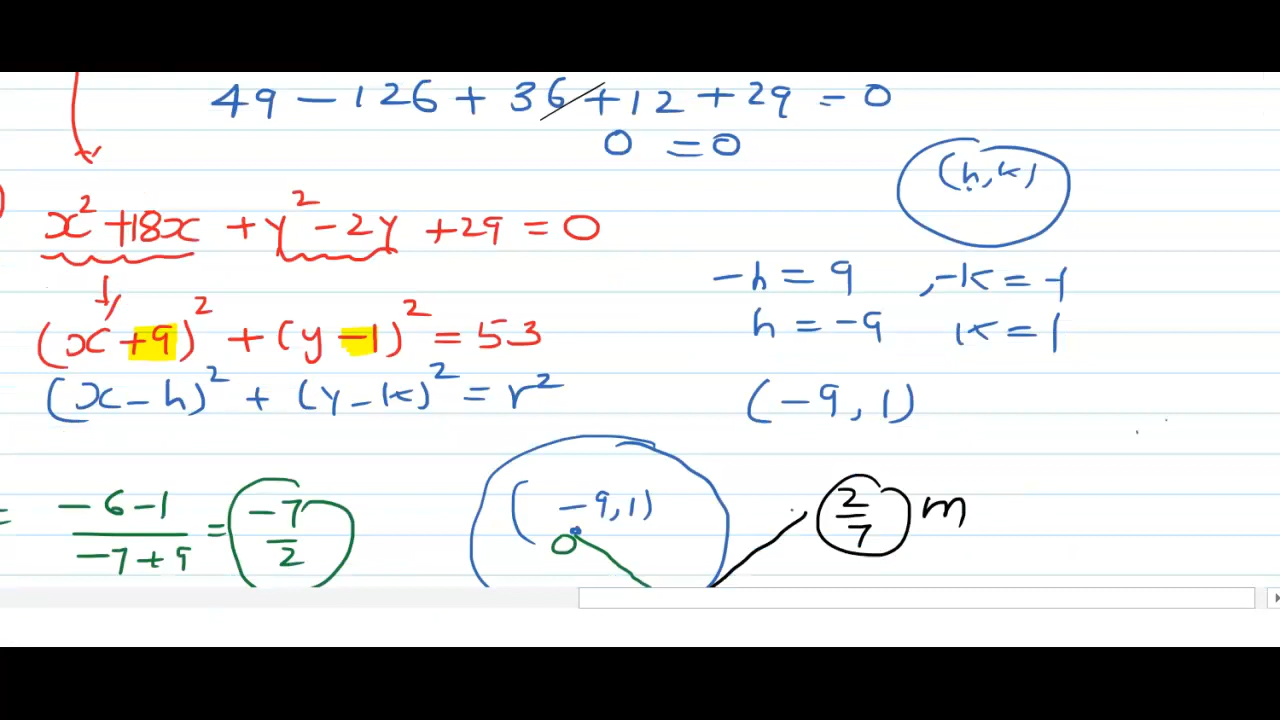 49 - 126 + 36 + 12 + 29 = 0
0 = 0
(h, k)
x² + 18x + y² - 2y + 29 = 0
-h = 9 , -k = -1
(x + 9)² + (y - 1)² = 53
h = -9 k = 1
(x - h)² + (y - k)² = r²
(-9, 1)
= (-6 - 1)/(-7 + 9) = -7/2
(-9, 1)
2/7 m